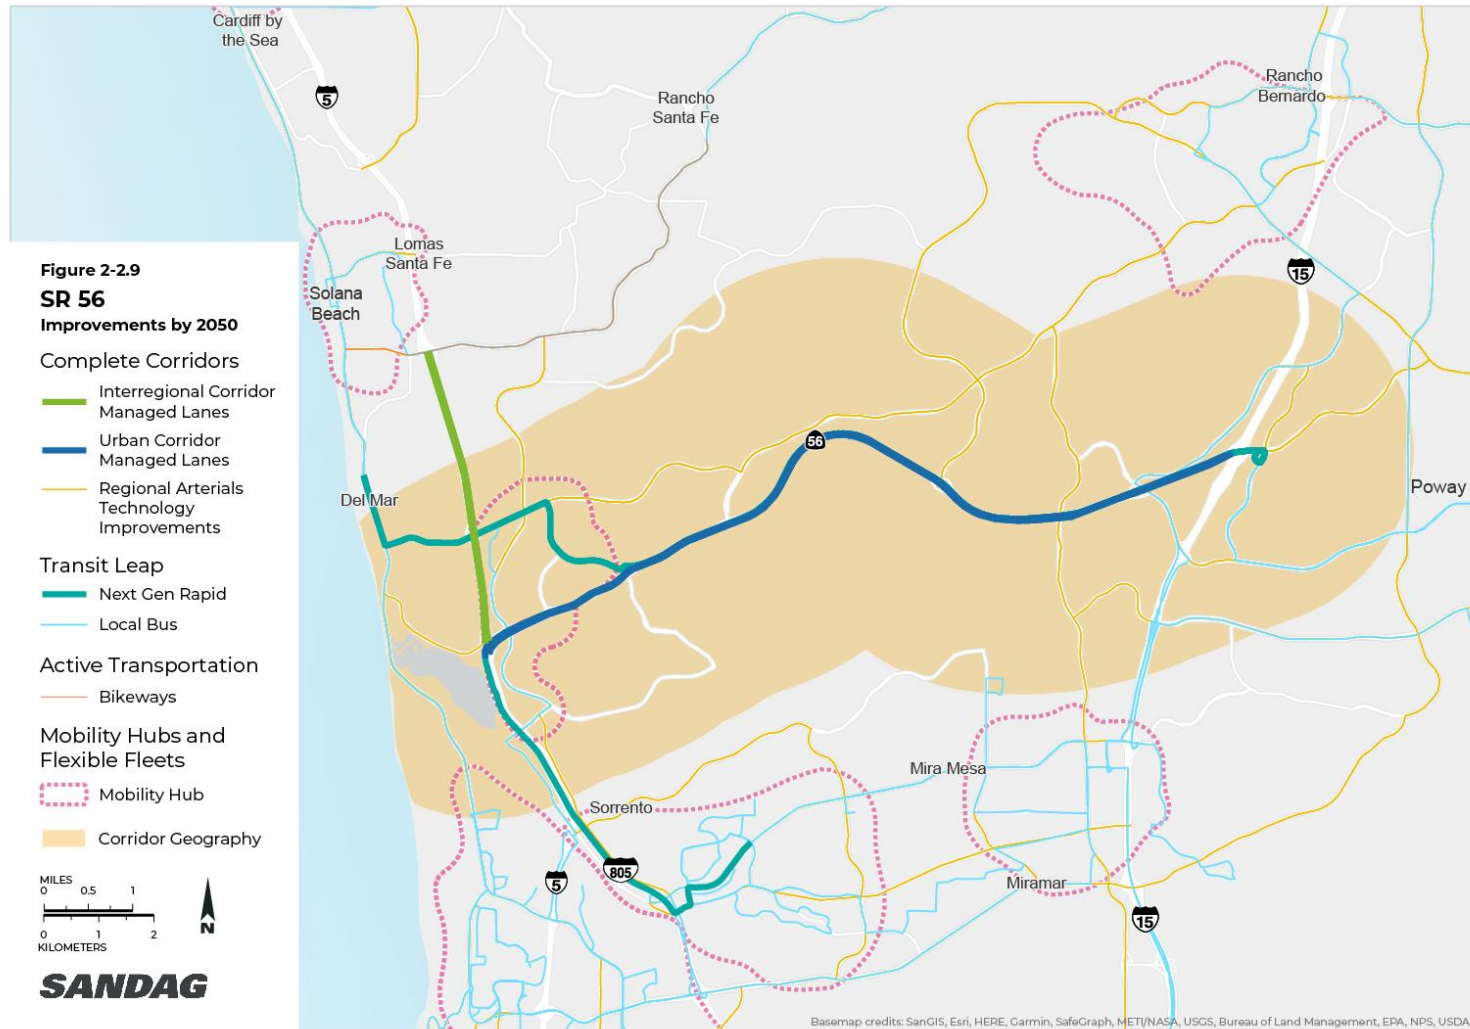 Cardiff by
the Sea
5
Rancho
Santa Fe
Rancho
Bernardo
Lomas
Santa Fe
Solana
Beach
15
Figure 2-2.9
SR 56
Improvements by 2050
Complete Corridors
Interregional Corridor
Managed Lanes
Urban Corridor
Managed Lanes
Regional Arterials
Technology
Improvements
Transit Leap
Next Gen Rapid
Local Bus
Active Transportation
Bikeways
Mobility Hubs and
Flexible Fleets
Mobility Hub
Corridor Geography
MILES
0 0.5 1
0 1 2
KILOMETERS
N
SANDAG
56
Del Mar
Poway
Mira Mesa
Sorrento
805
5
Miramar
15
Basemap credits: SanGIS, Esri, HERE, Garmin, SafeGraph, METI/NASA, USGS, Bureau of Land Management, EPA, NPS, USDA